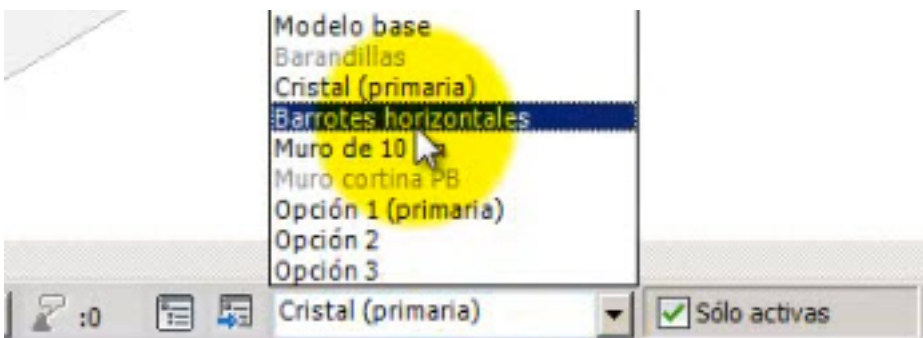 Modelo base
Barandillas
Cristal (primaria)
Barrotes horizontales
Muro de 10
Muro cortina PB
Opción 1 (primaria)
Opción 2
Opción 3
:0 Cristal (primaria) Sólo activas